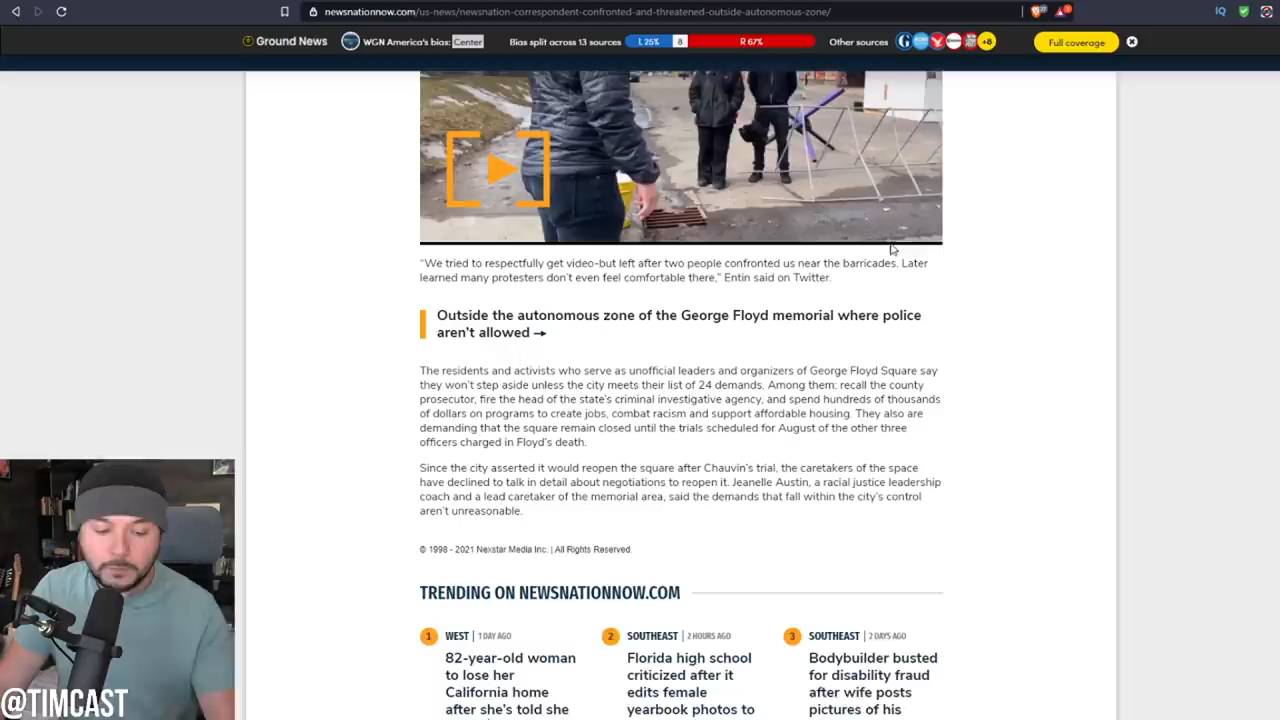 newsnationnow.com/us-news/newsnation-correspondent-confronted-and-threatened-outside-autonomous-zone/
Ground News
WGN America's bias: Center
Bias split across 13 sources
L 25%
8
R 67%
Other sources
+8
Full coverage
“We tried to respectfully get video-but left after two people confronted us near the barricades. Later
learned many protesters don’t even feel comfortable there,” Entin said on Twitter.
Outside the autonomous zone of the George Floyd memorial where police
aren’t allowed →
The residents and activists who serve as unofficial leaders and organizers of George Floyd Square say
they won’t step aside unless the city meets their list of 24 demands. Among them: recall the county
prosecutor, fire the head of the state’s criminal investigative agency, and spend hundreds of thousands
of dollars on programs to create jobs, combat racism and support affordable housing. They also are
demanding that the square remain closed until the trials scheduled for August of the other three
officers charged in Floyd’s death.
Since the city asserted it would reopen the square after Chauvin’s trial, the caretakers of the space
have declined to talk in detail about negotiations to reopen it. Jeanelle Austin, a racial justice leadership
coach and a lead caretaker of the memorial area, said the demands that fall within the city’s control
aren’t unreasonable.
© 1998 - 2021 Nexstar Media Inc. | All Rights Reserved.
TRENDING ON NEWSNATIONNOW.COM
1 WEST | 1 DAY AGO
82-year-old woman
to lose her
California home
after she’s told she
2 SOUTHEAST | 2 HOURS AGO
Florida high school
criticized after it
edits female
yearbook photos to
3 SOUTHEAST | 2 DAYS AGO
Bodybuilder busted
for disability fraud
after wife posts
pictures of his
@TIMCAST